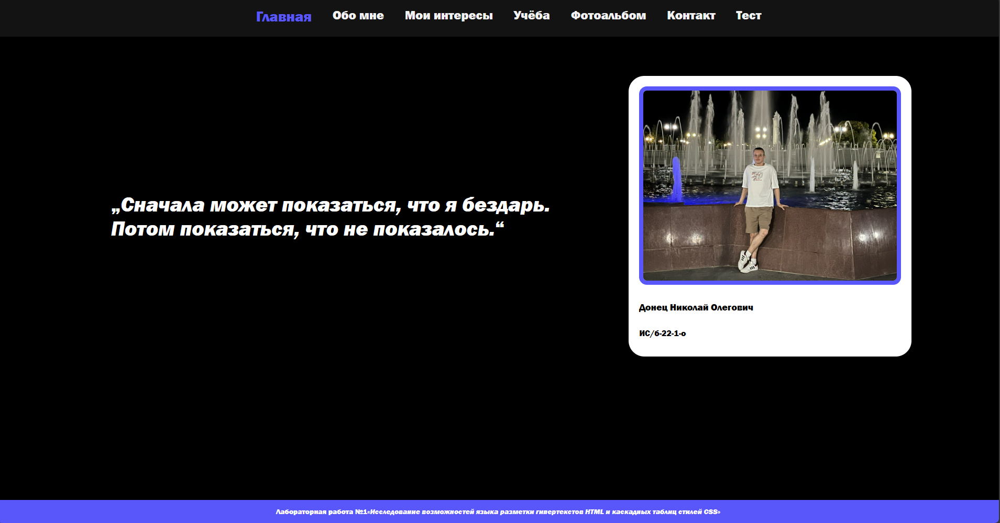 Главная Обо мне Мои интересы Учёба Фотоальбом Контакт Тест
„Сначала может показаться, что я бездарь.
Потом показаться, что не показалось.“
Донец Николай Олегович
ИС/б-22-1-о
Лабораторная работа №1«Исследование возможностей языка разметки гипертекстов HTML и каскадных таблиц стилей CSS»